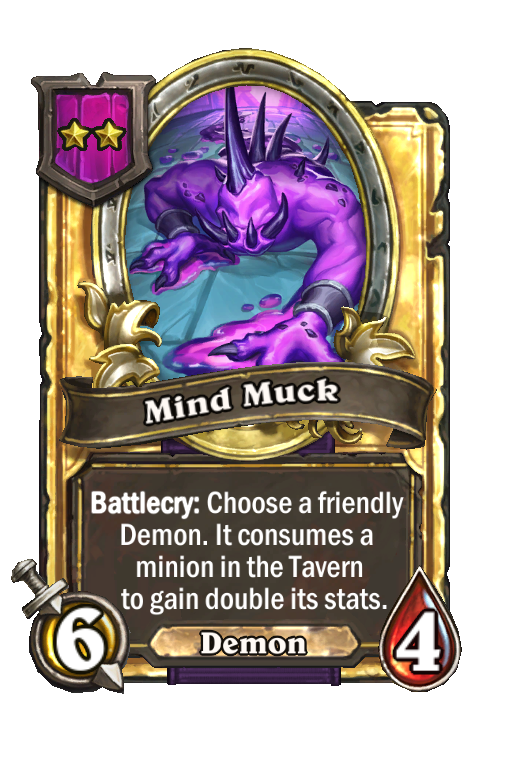 Mind Muck
Battlecry: Choose a friendly
Demon. It consumes a
minion in the Tavern
to gain double its stats.
6
Demon
4